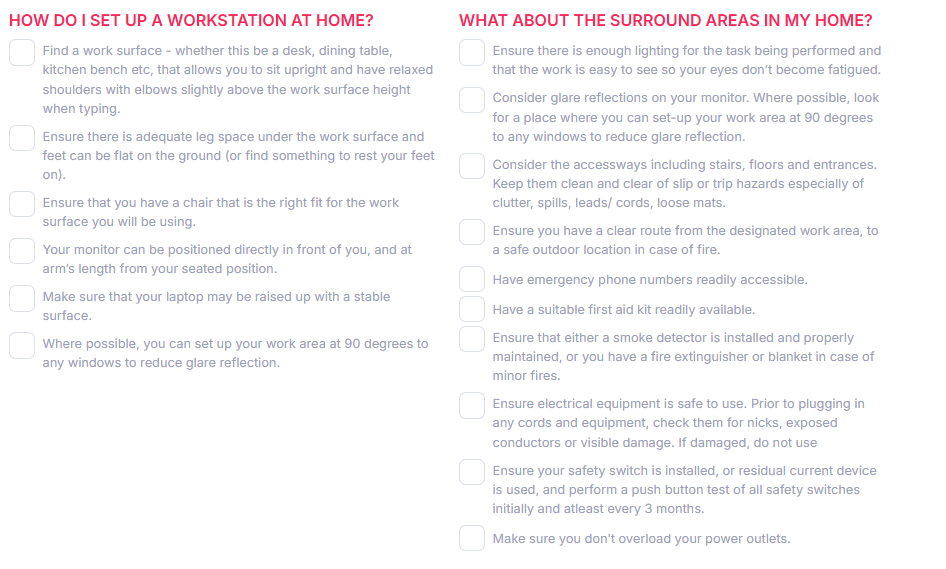 HOW DO I SET UP A WORKSTATION AT HOME?
Find a work surface - whether this be a desk, dining table,
kitchen bench etc, that allows you to sit upright and have relaxed
shoulders with elbows slightly above the work surface height
when typing.
Ensure there is adequate leg space under the work surface and
feet can be flat on the ground (or find something to rest your feet
on).
Ensure that you have a chair that is the right fit for the work
surface you will be using.
Your monitor can be positioned directly in front of you, and at
arm's length from your seated position.
Make sure that your laptop may be raised up with a stable
surface.
Where possible, you can set up your work area at 90 degrees to
any windows to reduce glare reflection.
WHAT ABOUT THE SURROUND AREAS IN MY HOME?
Ensure there is enough lighting for the task being performed and
that the work is easy to see so your eyes don't become fatigued.
Consider glare reflections on your monitor. Where possible, look
for a place where you can set-up your work area at 90 degrees
to any windows to reduce glare reflection.
Consider the accessways including stairs, floors and entrances.
Keep them clean and clear of slip or trip hazards especially of
clutter, spills, leads/ cords, loose mats.
Ensure you have a clear route from the designated work area, to
a safe outdoor location in case of fire.
Have emergency phone numbers readily accessible.
Have a suitable first aid kit readily available.
Ensure that either a smoke detector is installed and properly
maintained, or you have a fire extinguisher or blanket in case of
minor fires.
Ensure electrical equipment is safe to use. Prior to plugging in
any cords and equipment, check them for nicks, exposed
conductors or visible damage. If damaged, do not use
Ensure your safety switch is installed, or residual current device
is used, and perform a push button test of all safety switches
initially and atleast every 3 months.
Make sure you don't overload your power outlets.